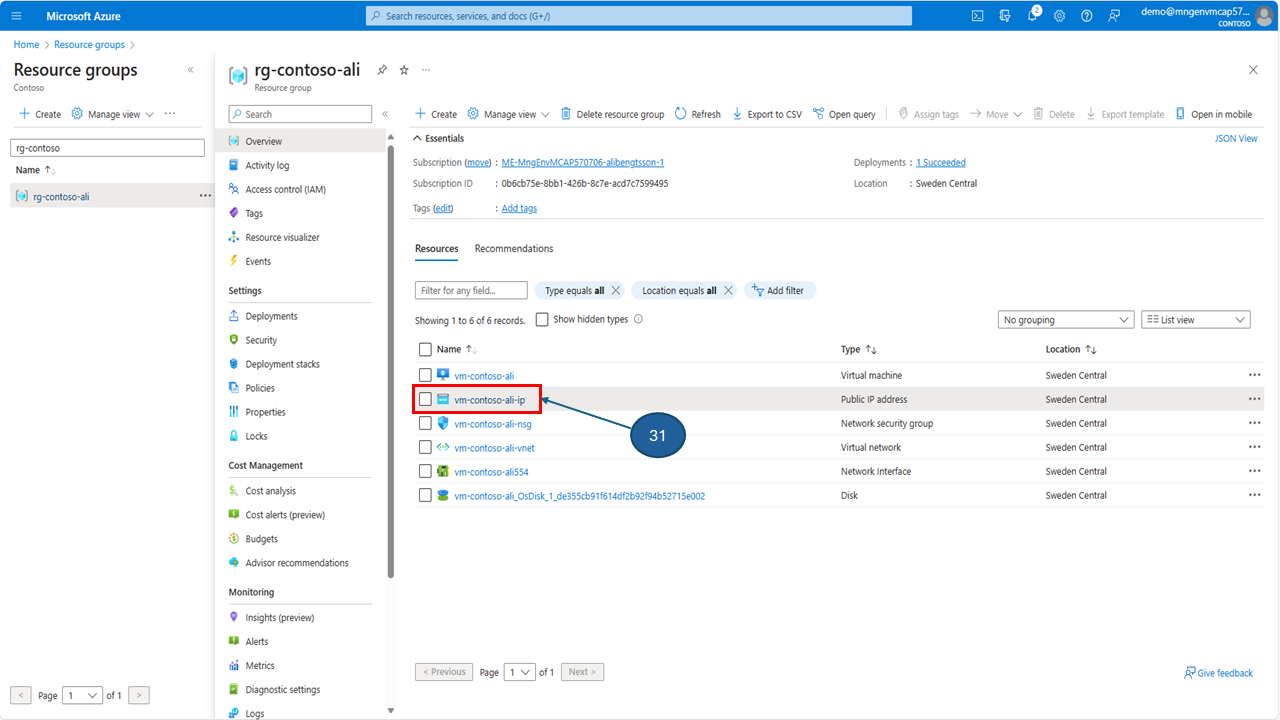 Microsoft Azure
Search resources, services, and docs (G+/)
2
demo@mngenvmcap57...
CONTOSO
Home > Resource groups >
Resource groups
Contoso
Create Manage view ...
rg-contoso
Name ↑↓
rg-contoso-ali ...
< Page 1 of 1 >
rg-contoso-ali ...
Resource group
Search
Overview
Activity log
Access control (IAM)
Tags
Resource visualizer
Events
Settings
Deployments
Security
Deployment stacks
Policies
Properties
Locks
Cost Management
Cost analysis
Cost alerts (preview)
Budgets
Advisor recommendations
Monitoring
Insights (preview)
Alerts
Metrics
Diagnostic settings
Logs
Create Manage view Delete resource group Refresh Export to CSV Open query Assign tags Move Delete Export template Open in mobile
Essentials JSON View
Subscription (move) : ME-MngEnvMCAP570706-alibengtsson-1 Deployments : 1 Succeeded
Subscription ID : 0b6cb75e-8bb1-426b-8c7e-acd7c7599495 Location : Sweden Central
Tags (edit) : Add tags
Resources Recommendations
Filter for any field... Type equals all Location equals all Add filter
Showing 1 to 6 of 6 records. Show hidden types No grouping List view
Name ↑↓ Type ↑↓ Location ↑↓
vm-contoso-ali Virtual machine Sweden Central ...
vm-contoso-ali-ip Public IP address Sweden Central ...
vm-contoso-ali-nsg Network security group Sweden Central ...
31
vm-contoso-ali-vnet Virtual network Sweden Central ...
vm-contoso-ali554 Network Interface Sweden Central ...
vm-contoso-ali_OsDisk_1_de355cb91f614df2b92f94b52715e002 Disk Sweden Central ...
< Previous Page 1 of 1 Next > Give feedback